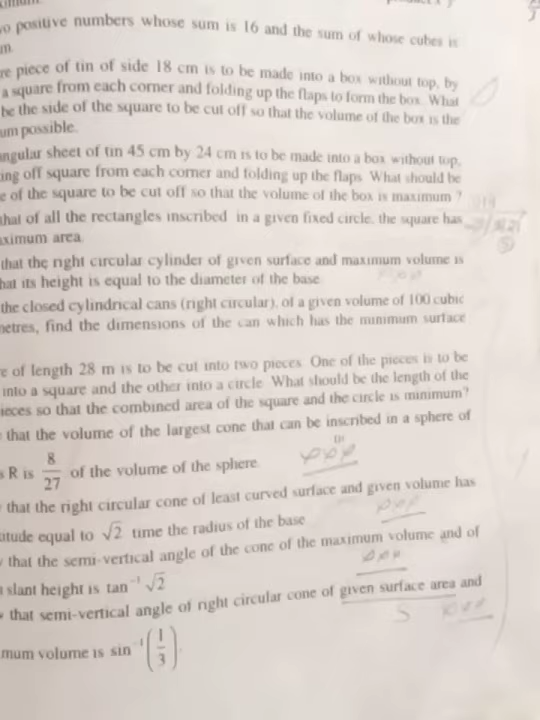 positive numbers whose sum is 16 and the sum of whose cubes is
piece of tin of side 18 cm is to be made into a box without top, by
a square from each corner and folding up the flaps to form the box. What
be the side of the square to be cut off so that the volume of the box is the
um possible.
ngular sheet of tin 45 cm by 24 cm is to be made into a box without top,
ing off square from each corner and folding up the flaps. What should be
e of the square to be cut off so that the volume of the box is maximum ?
that of all the rectangles inscribed in a given fixed circle, the square has
aximum area.
that the right circular cylinder of given surface and maximum volume is
hat its height is equal to the diameter of the base.
the closed cylindrical cans (right circular), of a given volume of 100 cubic
metres, find the dimensions of the can which has the minimum surface
e of length 28 m is to be cut into two pieces. One of the pieces is to be
into a square and the other into a circle. What should be the length of the
ieces so that the combined area of the square and the circle is minimum?
that the volume of the largest cone that can be inscribed in a sphere of
s R is 8/27 of the volume of the sphere.
that the right circular cone of least curved surface and given volume has
titude equal to √2 time the radius of the base.
that the semi-vertical angle of the cone of the maximum volume and of
slant height is tan⁻¹ √2
that semi-vertical angle of right circular cone of given surface area and
mum volume is sin⁻¹ (1/3).